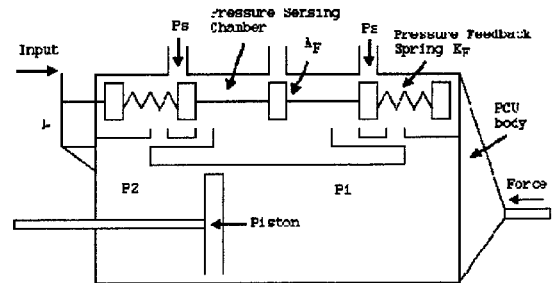 Pressure Sensing
Chamber
Ps
Ps
Input
A_F
Pressure Feedback
Spring K_F
PCU
body
P2
P1
Force
Piston